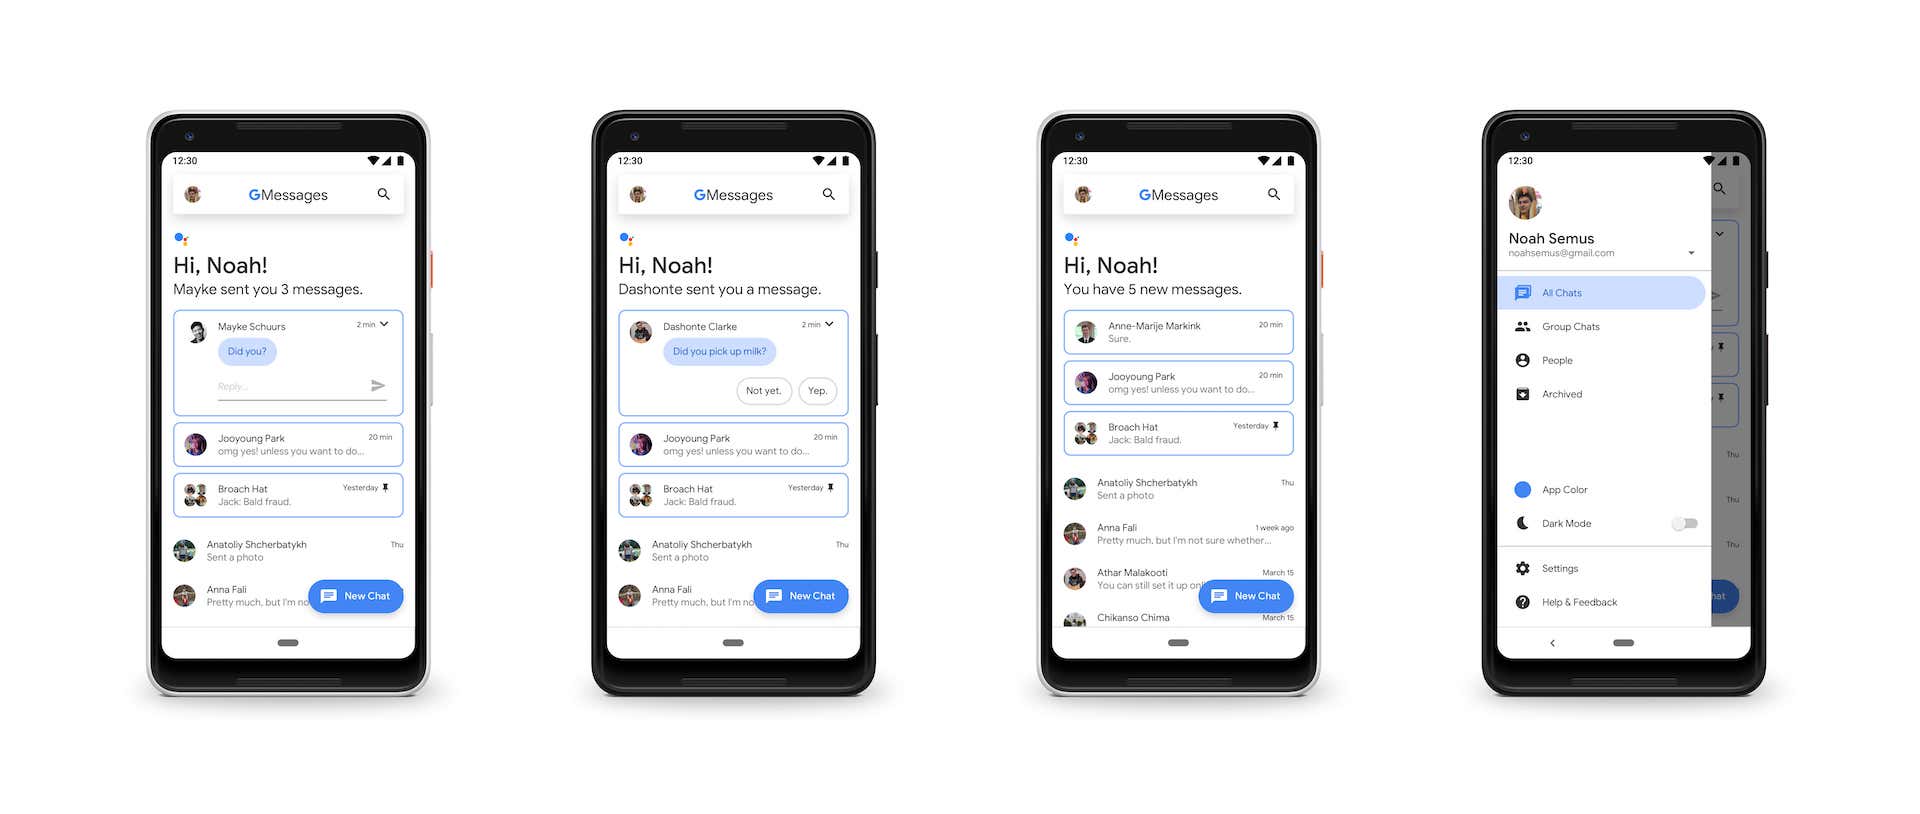 12:30
GMessages
Hi, Noah!
Mayke sent you 3 messages.
Mayke Schuurs 2 min
Did you?
Reply...
Jooyoung Park 20 min
omg yes! unless you want to do...
Broach Hat Yesterday
Jack: Bald fraud.
Anatoliy Shcherbatykh Thu
Sent a photo
Anna Fali
Pretty much, but I'm no
New Chat
12:30
GMessages
Hi, Noah!
Dashonte sent you a message.
Dashonte Clarke 2 min
Did you pick up milk?
Not yet. Yep.
Jooyoung Park 20 min
omg yes! unless you want to do...
Broach Hat Yesterday
Jack: Bald fraud.
Anatoliy Shcherbatykh Thu
Sent a photo
Anna Fali
Pretty much, but I'm no
New Chat
12:30
GMessages
Hi, Noah!
You have 5 new messages.
Anne-Marije Markink 20 min
Sure.
Jooyoung Park 20 min
omg yes! unless you want to do...
Broach Hat Yesterday
Jack: Bald fraud.
Anatoliy Shcherbatykh Thu
Sent a photo
Anna Fali 1 week ago
Pretty much, but I'm not sure whether...
Athar Malakooti March 15
You can still set it up onl
New Chat
Chikanso Chima March 15
12:30
Noah Semus
noahsemus@gmail.com
All Chats
Group Chats
People
Archived
App Color
Dark Mode
Settings
Help & Feedback
Thu
Thu
Thu
hat